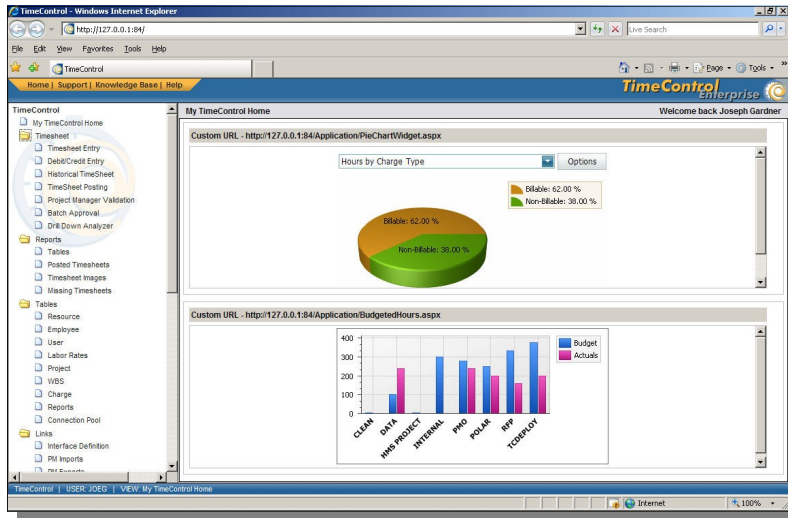 TimeControl - Windows Internet Explorer
http://127.0.0.1:84/
Live Search
File Edit View Favorites Tools Help
TimeControl
Page Tools
Home | Support | Knowledge Base | Help
TimeControl Enterprise
TimeControl
My TimeControl Home
Welcome back Joseph Gardner
My TimeControl Home
Timesheet
Timesheet Entry
Debit/Credit Entry
Historical TimeSheet
TimeSheet Posting
Project Manager Validation
Batch Approval
Drill Down Analyzer
Reports
Tables
Posted Timesheets
Timesheet Images
Missing Timesheets
Tables
Resource
Employee
User
Labor Rates
Project
WBS
Charge
Reports
Connection Pool
Links
Interface Definition
PM Imports
PM Exports
Custom URL - http://127.0.0.1:84/Application/PieChartWidget.aspx
Hours by Charge Type
Options
Billable: 62.00 %
Non-Billable: 38.00 %
Billable: 62.00 %
Non-Billable: 38.00 %
Custom URL - http://127.0.0.1:84/Application/BudgetedHours.aspx
400
300
200
100
0
Budget
Actuals
CLEAN
DATA
HMS PROJECT
INTERNAL
PMO
POLAR
RFP
TCDEPLOY
TimeControl | USER: JOEG | VIEW: My TimeControl Home
Internet
100%